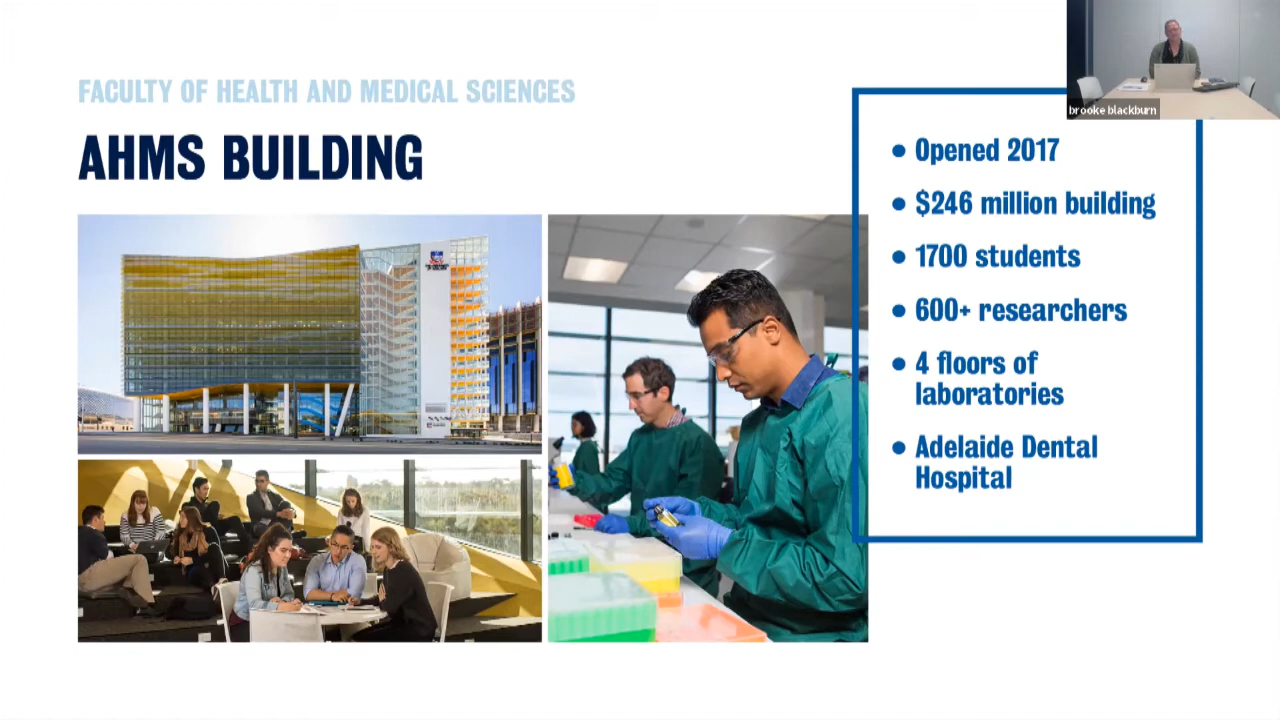 FACULTY OF HEALTH AND MEDICAL SCIENCES
AHMS BUILDING
brooke blackburn
• Opened 2017
• $246 million building
• 1700 students
• 600+ researchers
• 4 floors of
laboratories
• Adelaide Dental
Hospital